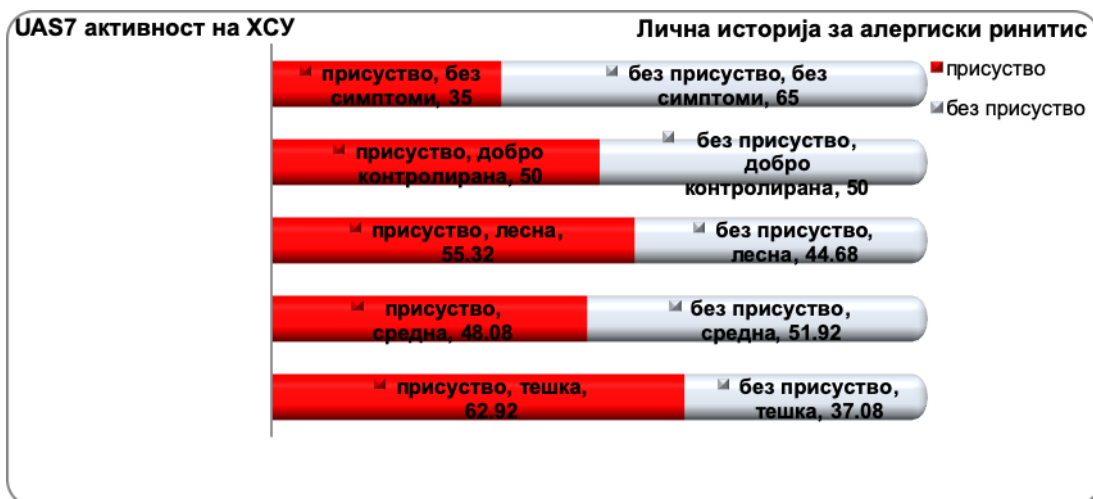 UAS7 активност на ХСУ
Лична историја за алергиски ринитис
присуство
без присуство
присуство, без
симптоми, 35
без присуство, без
симптоми, 65
присуство, добро
контролирана, 50
без присуство,
добро
контролирана, 50
присуство, лесна,
55.32
без присуство,
лесна, 44.68
присуство,
средна, 48.08
без присуство,
средна, 51.92
присуство, тешка,
62.92
без присуство,
тешка, 37.08